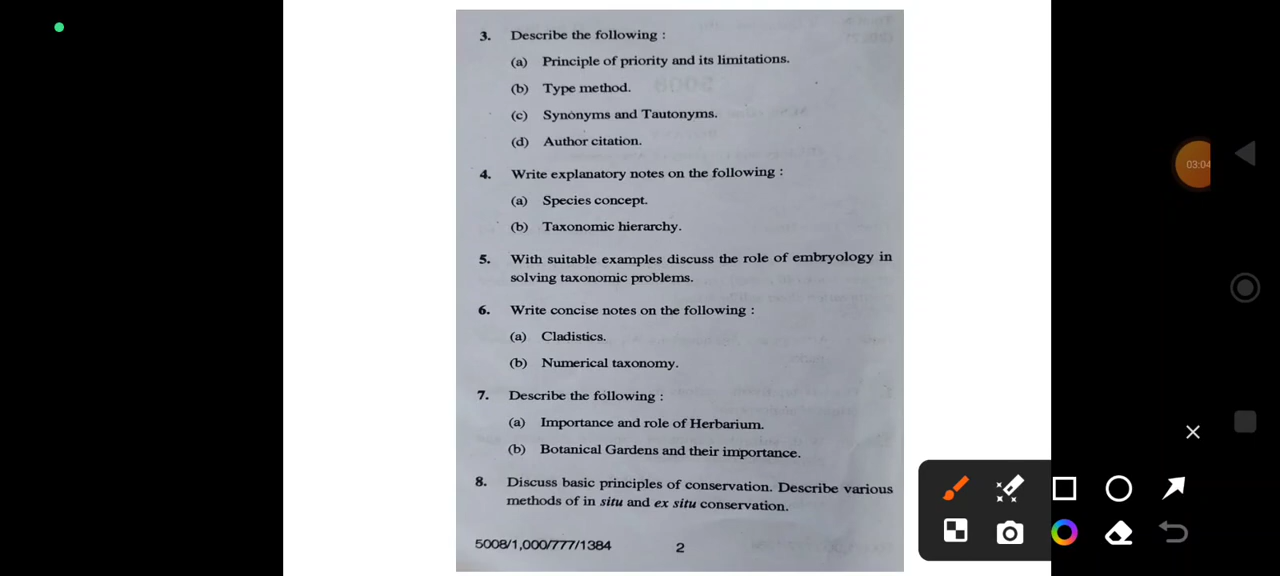 3. Describe the following :
(a) Principle of priority and its limitations.
(b) Type method.
(c) Synonyms and Tautonyms.
(d) Author citation.
4. Write explanatory notes on the following :
(a) Species concept.
(b) Taxonomic hierarchy.
5. With suitable examples discuss the role of embryology in
solving taxonomic problems.
6. Write concise notes on the following :
(a) Cladistics.
(b) Numerical taxonomy.
7. Describe the following :
(a) Importance and role of Herbarium.
(b) Botanical Gardens and their importance.
8. Discuss basic principles of conservation. Describe various
methods of in situ and ex situ conservation.
5008/1,000/777/1384 2
03:04